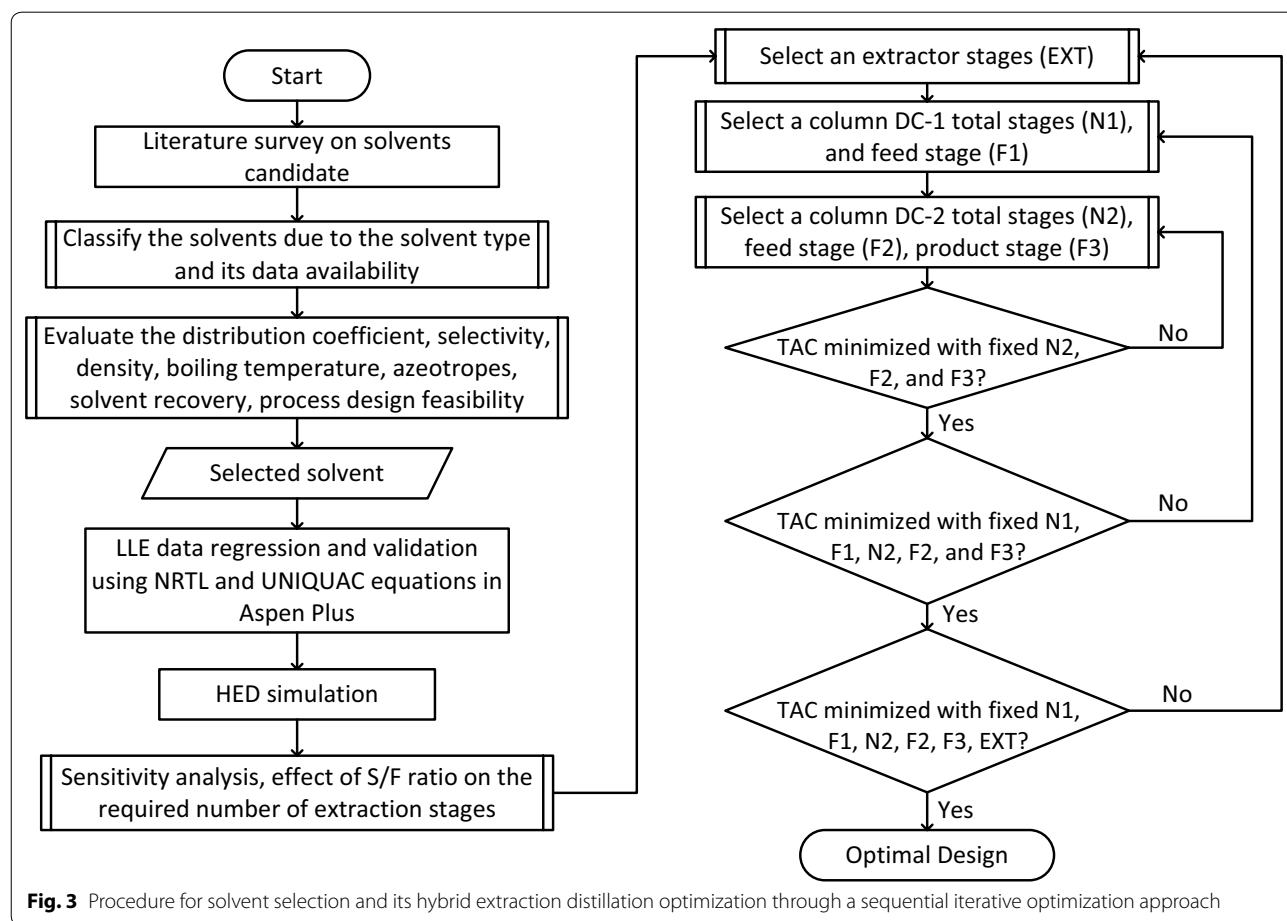 Start
Literature survey on solvents
candidate
Classify the solvents due to the solvent type
and its data availability
Evaluate the distribution coefficient, selectivity,
density, boiling temperature, azeotropes,
solvent recovery, process design feasibility
Selected solvent
LLE data regression and validation
using NRTL and UNIQUAC equations in
Aspen Plus
HED simulation
Sensitivity analysis, effect of S/F ratio on the
required number of extraction stages
Select an extractor stages (EXT)
Select a column DC-1 total stages (N1),
and feed stage (F1)
Select a column DC-2 total stages (N2),
feed stage (F2), product stage (F3)
TAC minimized with fixed N2,
F2, and F3?
No
Yes
TAC minimized with fixed N1,
F1, N2, F2, and F3?
No
Yes
TAC minimized with fixed N1,
F1, N2, F2, F3, EXT?
No
Yes
Optimal Design
Fig. 3 Procedure for solvent selection and its hybrid extraction distillation optimization through a sequential iterative optimization approach